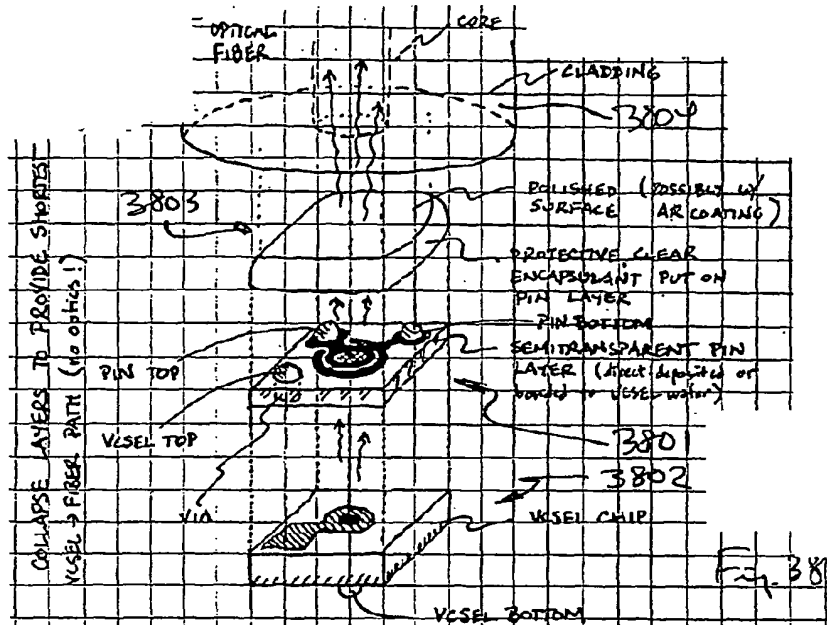 OPTICAL
FIBER
CORE
CLADDING
3804
3803
POLISHED (POSSIBLY W/
SURFACE AR COATING)
PROTECTIVE CLEAR
ENCAPSULANT PUT ON
PIN LAYER
PIN BOTTOM
SEMITRANSPARENT PIN
LAYER (direct deposited or
bonded to VCSEL wafer)
PIN TOP
VCSEL TOP
VIA
3801
3802
VCSEL CHIP
VCSEL BOTTOM
COLLAPSE LAYERS TO PROVIDE SHORTEST
VCSEL → FIBER PATH (no optics!)
Fig. 38